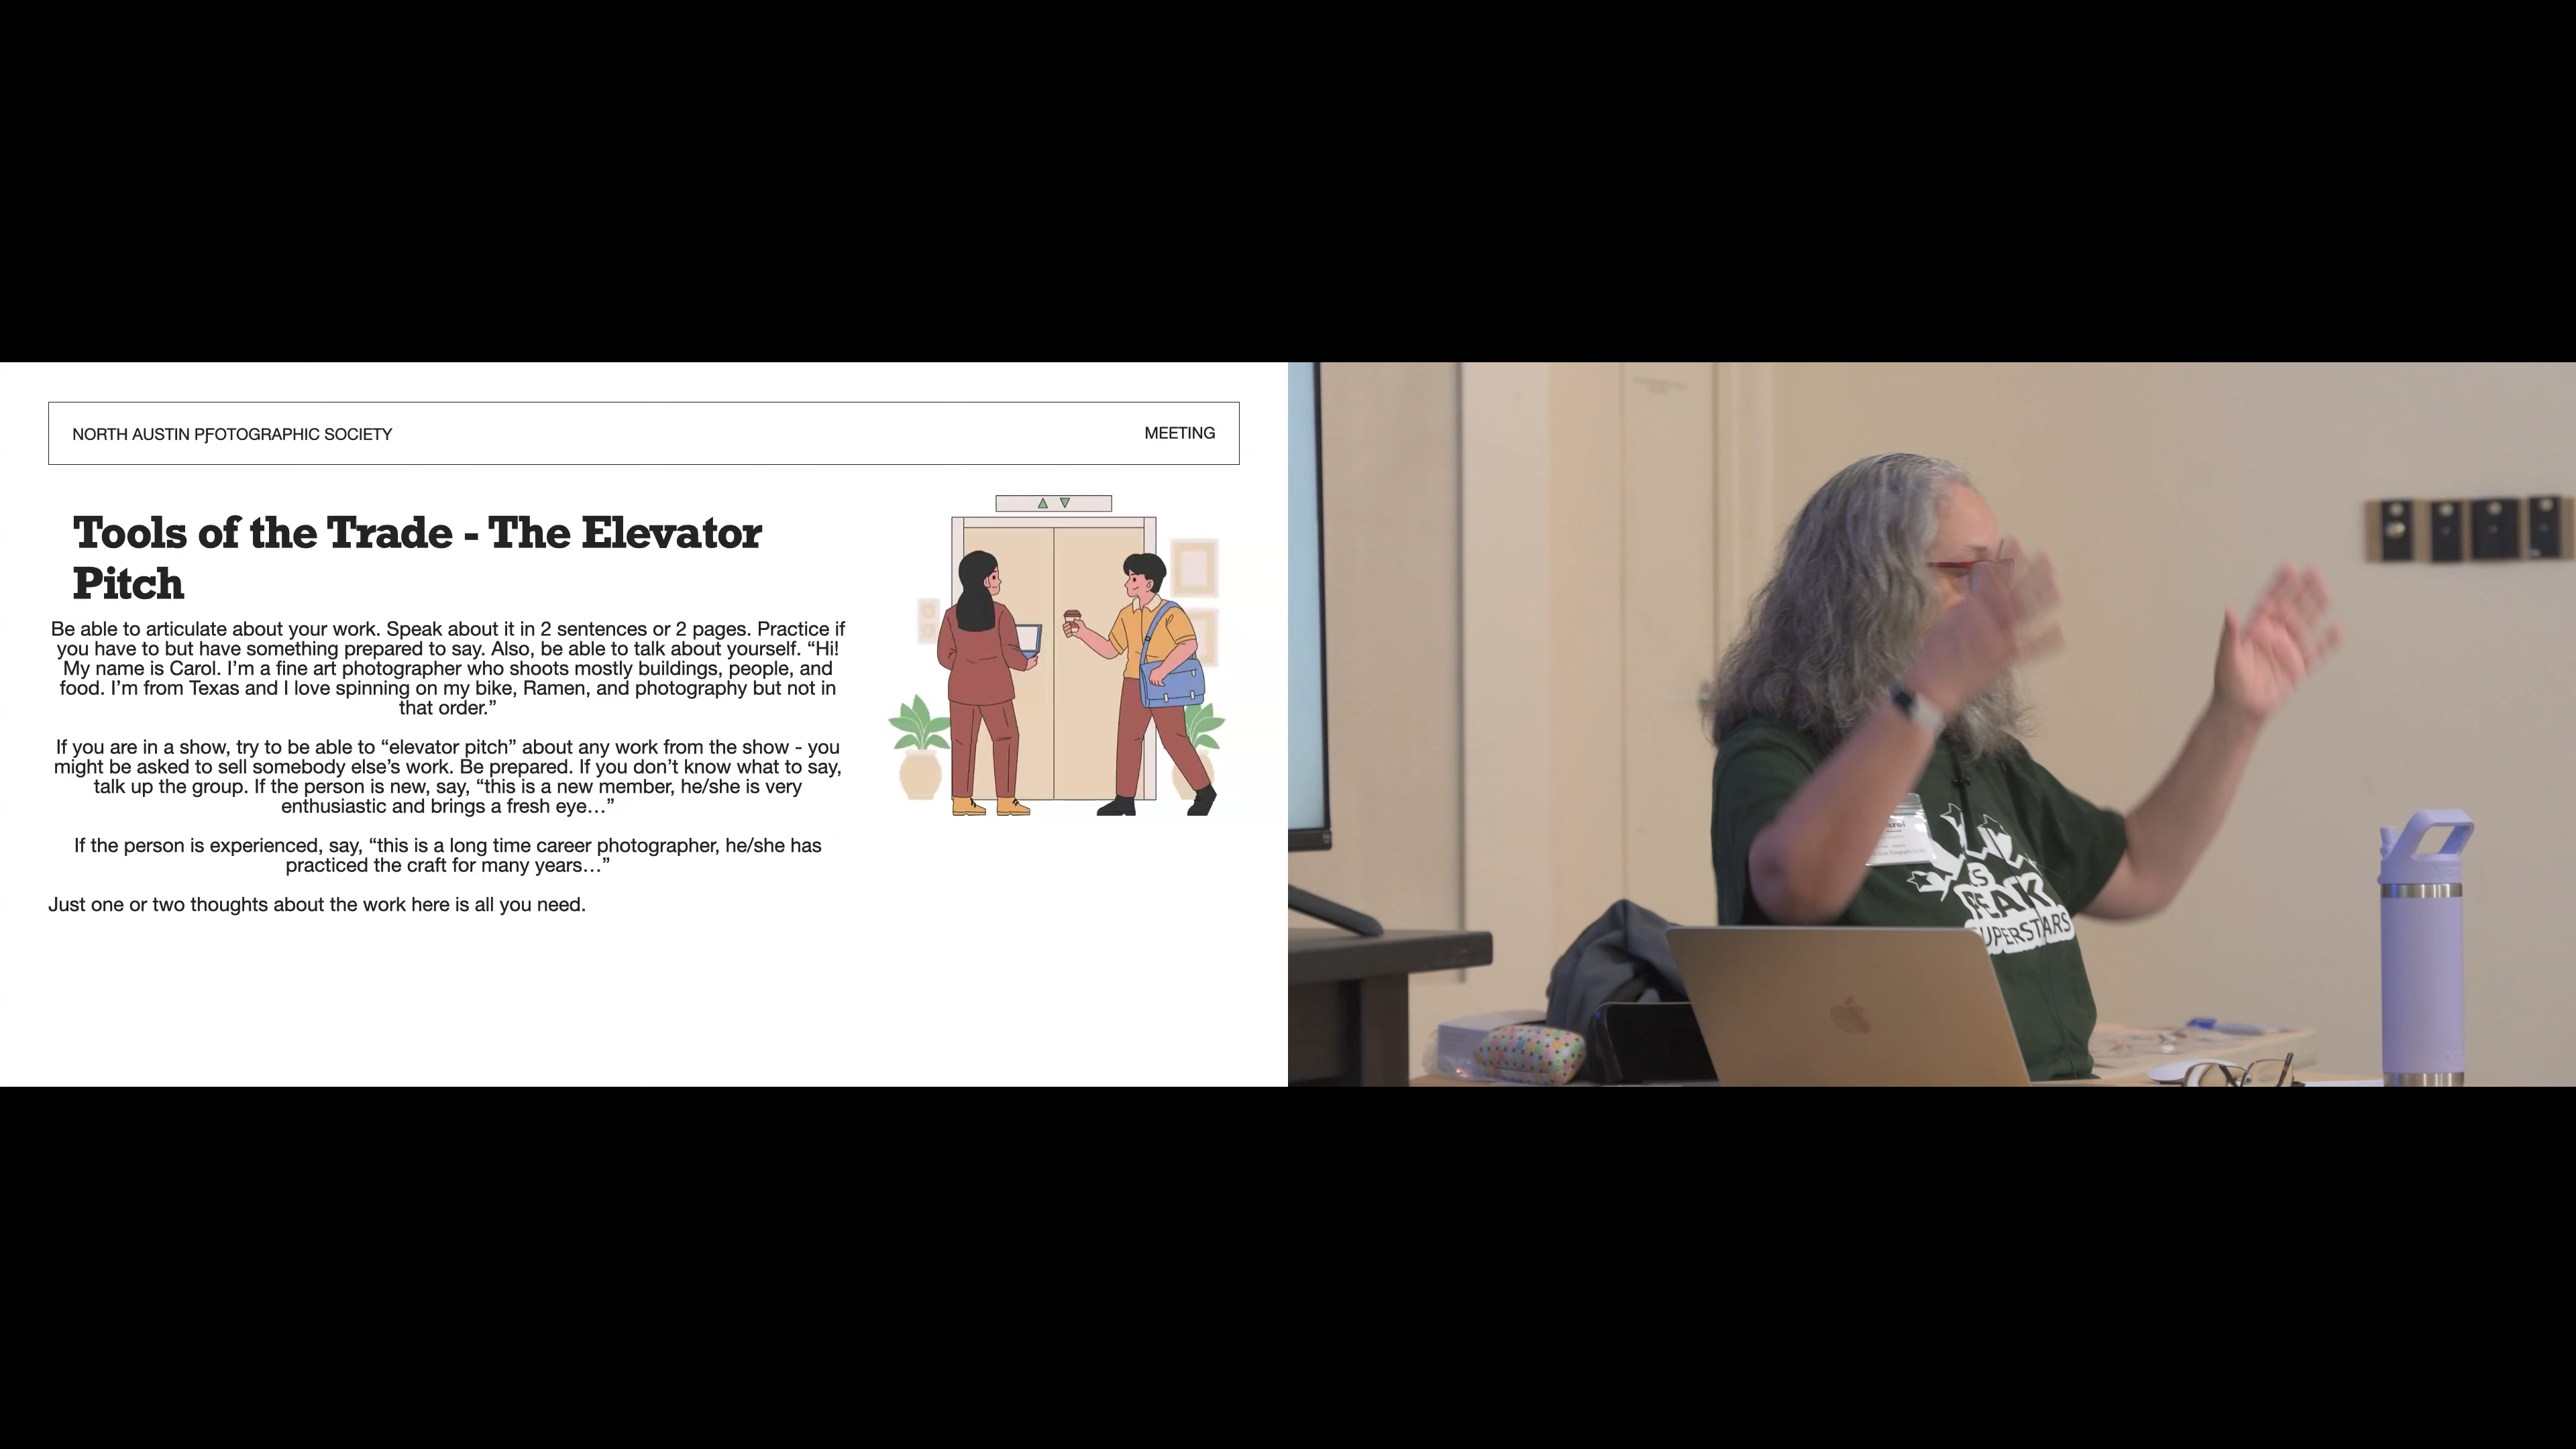 NORTH AUSTIN PƒOTOGRAPHIC SOCIETY
MEETING
Tools of the Trade - The Elevator
Pitch
Be able to articulate about your work. Speak about it in 2 sentences or 2 pages. Practice if
you have to but have something prepared to say. Also, be able to talk about yourself. “Hi!
My name is Carol. I’m a fine art photographer who shoots mostly buildings, people, and
food. I’m from Texas and I love spinning on my bike, Ramen, and photography but not in
that order.”
If you are in a show, try to be able to “elevator pitch” about any work from the show - you
might be asked to sell somebody else’s work. Be prepared. If you don’t know what to say,
talk up the group. If the person is new, say, “this is a new member, he/she is very
enthusiastic and brings a fresh eye…”
If the person is experienced, say, “this is a long time career photographer, he/she has
practiced the craft for many years…”
Just one or two thoughts about the work here is all you need.
SUPERSTARS